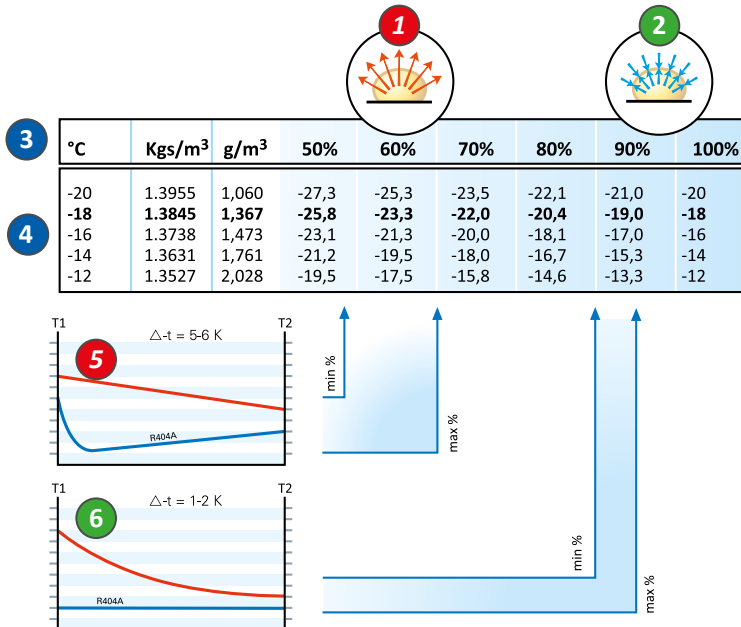 1
2
3
°C Kgs/m³ g/m³ 50% 60% 70% 80% 90% 100%
4
-20 1.3955 1,060 -27,3 -25,3 -23,5 -22,1 -21,0 -20
-18 1.3845 1,367 -25,8 -23,3 -22,0 -20,4 -19,0 -18
-16 1.3738 1,473 -23,1 -21,3 -20,0 -18,1 -17,0 -16
-14 1.3631 1,761 -21,2 -19,5 -18,0 -16,7 -15,3 -14
-12 1.3527 2,028 -19,5 -17,5 -15,8 -14,6 -13,3 -12
T1 T2
△-t = 5-6 K
5
R404A
min %
max %
T1 T2
△-t = 1-2 K
6
R404A
min %
max %